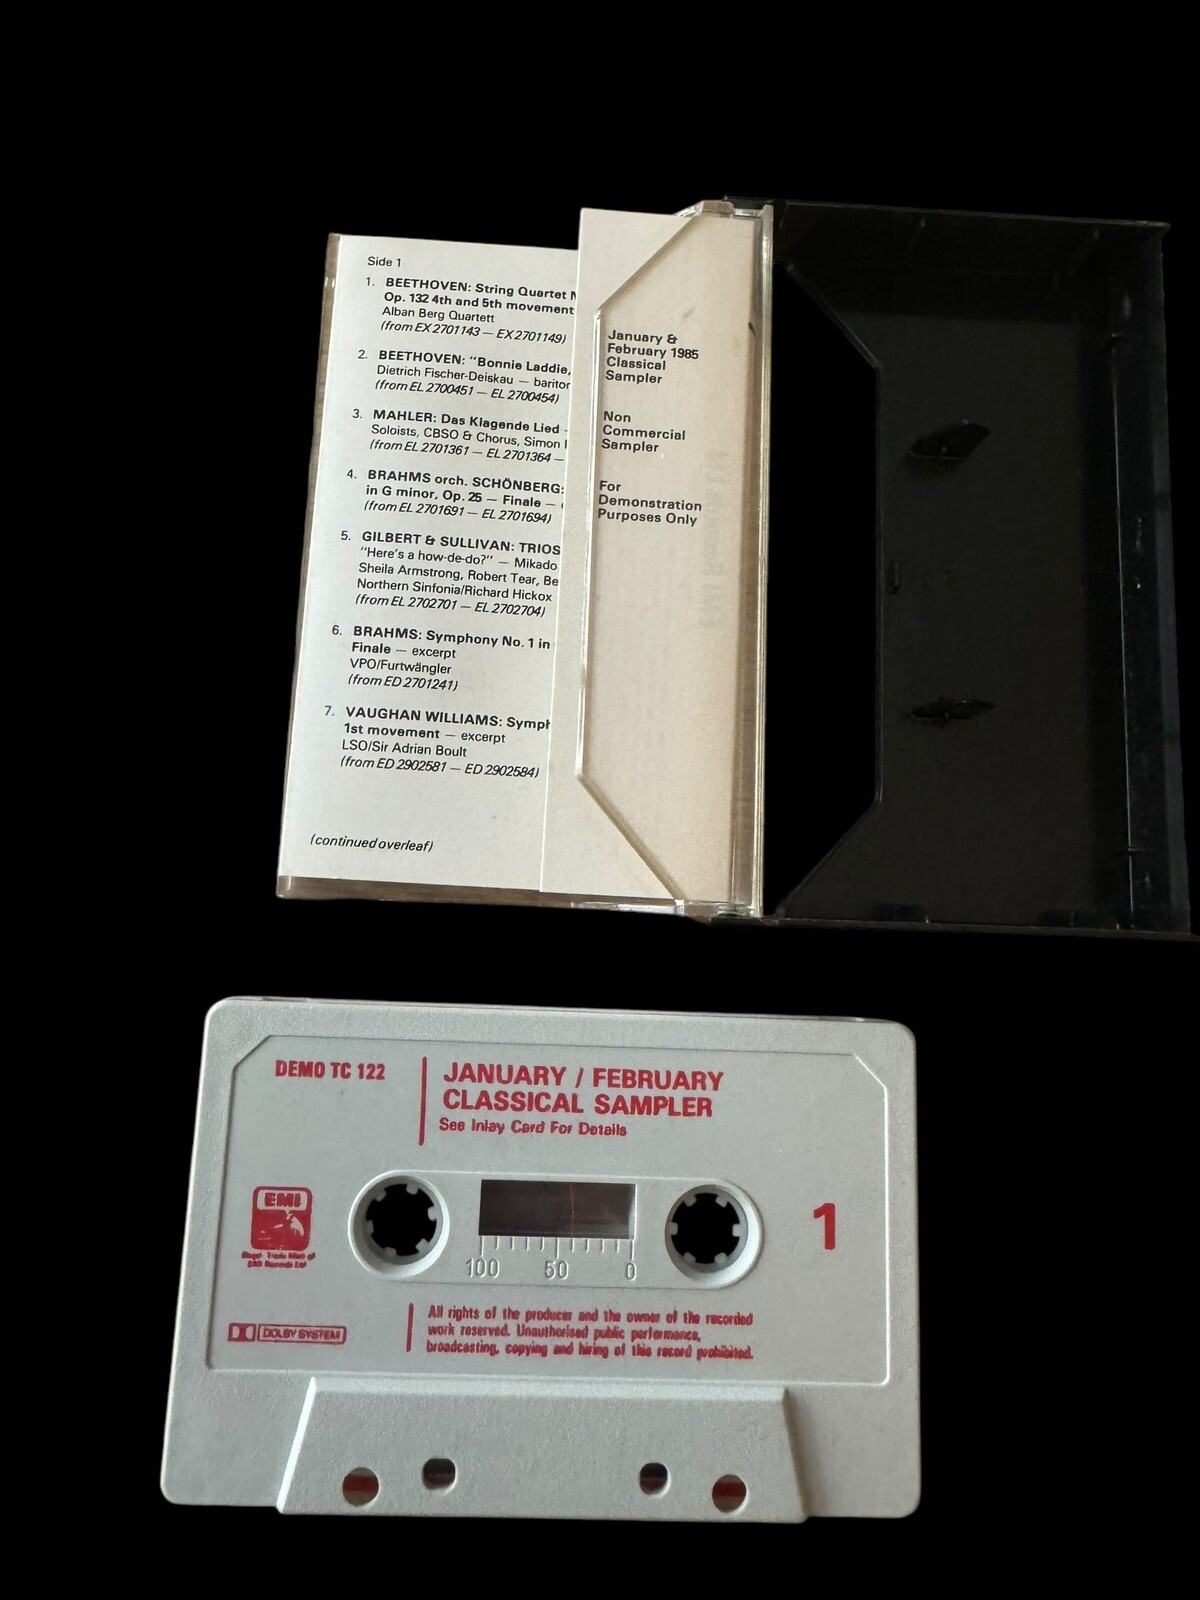 Side 1
1. BEETHOVEN: String Quartet
Op. 132 4th and 5th movement
Alban Berg Quartett
(from EX 2701143 — EX 2701149)
2. BEETHOVEN: "Bonnie Laddie,
Dietrich Fischer-Deiskau — barito
(from EL 2700451 — EL 2700454)
3. MAHLER: Das Klagende Lied -
Soloists, CBSO & Chorus, Simon
(from EL 2701361 — EL 2701364 —
4. BRAHMS orch. SCHÖNBERG:
in G minor, Op. 25 — Finale —
(from EL 2701691 — EL 2701694)
5. GILBERT & SULLIVAN: TRIOS
"Here's a how-de-do?" — Mikado
Sheila Armstrong, Robert Tear, Be
Northern Sinfonia/Richard Hickox
(from EL 2702701 — EL 2702704)
6. BRAHMS: Symphony No. 1 in
Finale — excerpt
VPO/Furtwängler
(from ED 2701241)
7. VAUGHAN WILLIAMS: Symph
1st movement — excerpt
LSO/Sir Adrian Boult
(from ED 2902581 — ED 2902584)
(continued overleaf)
January &
February 1985
Classical
Sampler
Non
Commercial
Sampler
For
Demonstration
Purposes Only
DEMO TC 122
JANUARY / FEBRUARY
CLASSICAL SAMPLER
See Inlay Card For Details
EMI
1
100 50 0
DOLBY SYSTEM
All rights of the producer and the owner of the recorded
work reserved. Unauthorised public performance,
broadcasting, copying and hiring of this record prohibited.